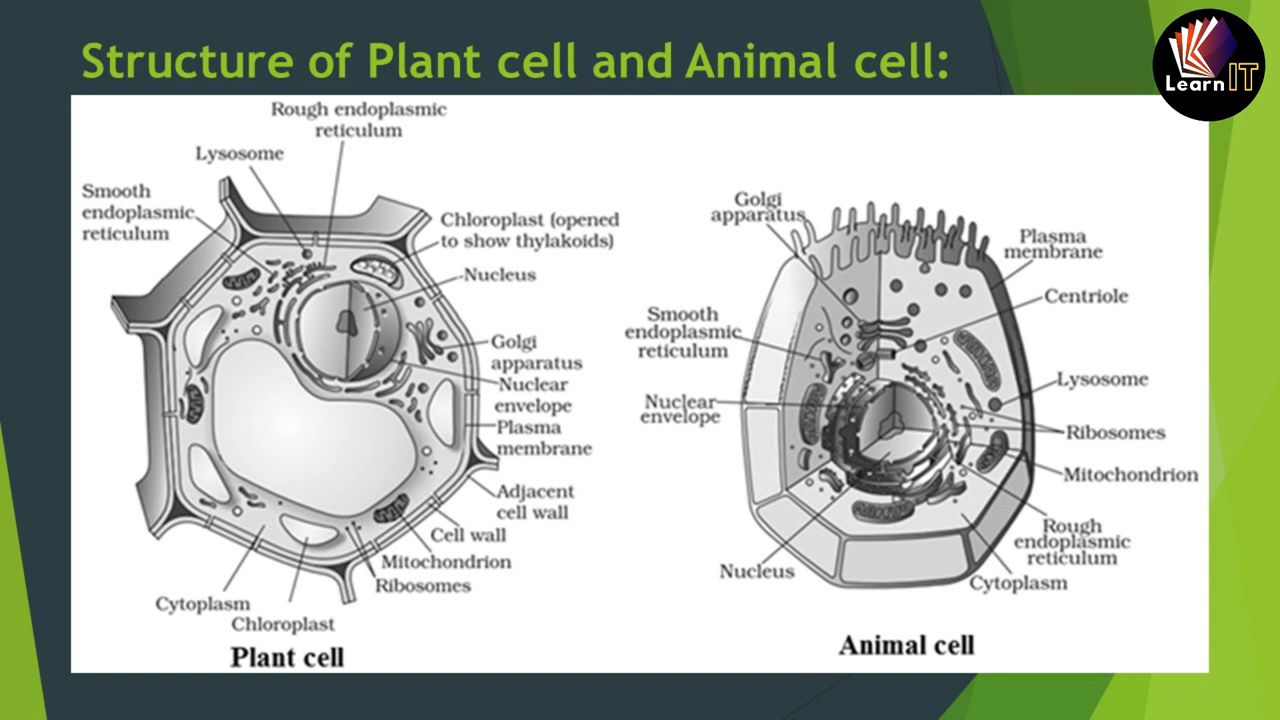 Structure of Plant cell and Animal cell:
Learn IT
Rough endoplasmic
reticulum
Lysosome
Smooth
endoplasmic
reticulum
Chloroplast (opened
to show thylakoids)
Nucleus
Golgi
apparatus
Nuclear
envelope
Plasma
membrane
Adjacent
cell wall
Cell wall
Mitochondrion
Ribosomes
Cytoplasm
Chloroplast
Plant cell
Golgi
apparatus
Plasma
membrane
Centriole
Smooth
endoplasmic
reticulum
Lysosome
Nuclear
envelope
Ribosomes
Mitochondrion
Rough
endoplasmic
reticulum
Nucleus
Cytoplasm
Animal cell